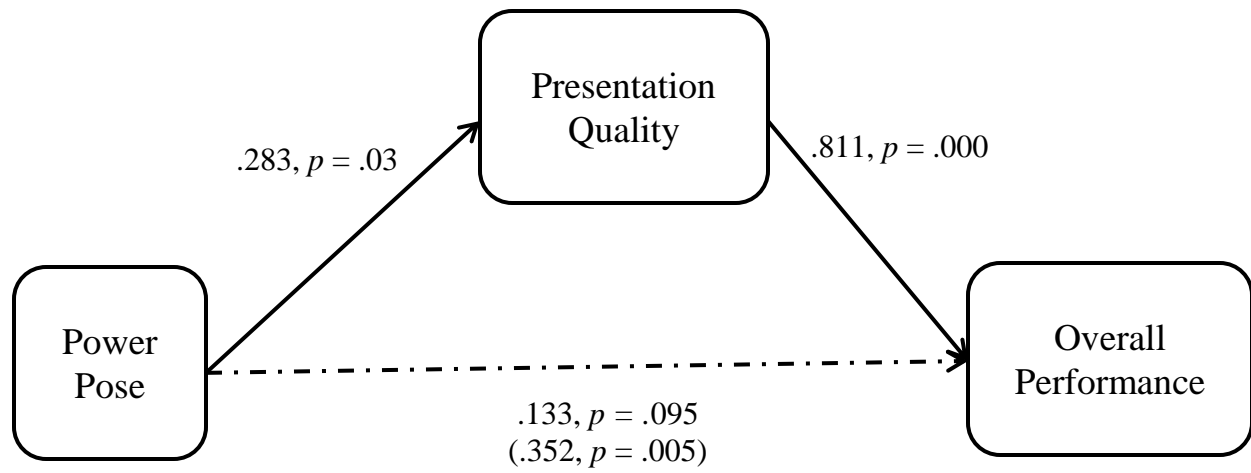 Presentation
Quality
.283, p = .03
.811, p = .000
Power
Pose
Overall
Performance
.133, p = .095
(.352, p = .005)